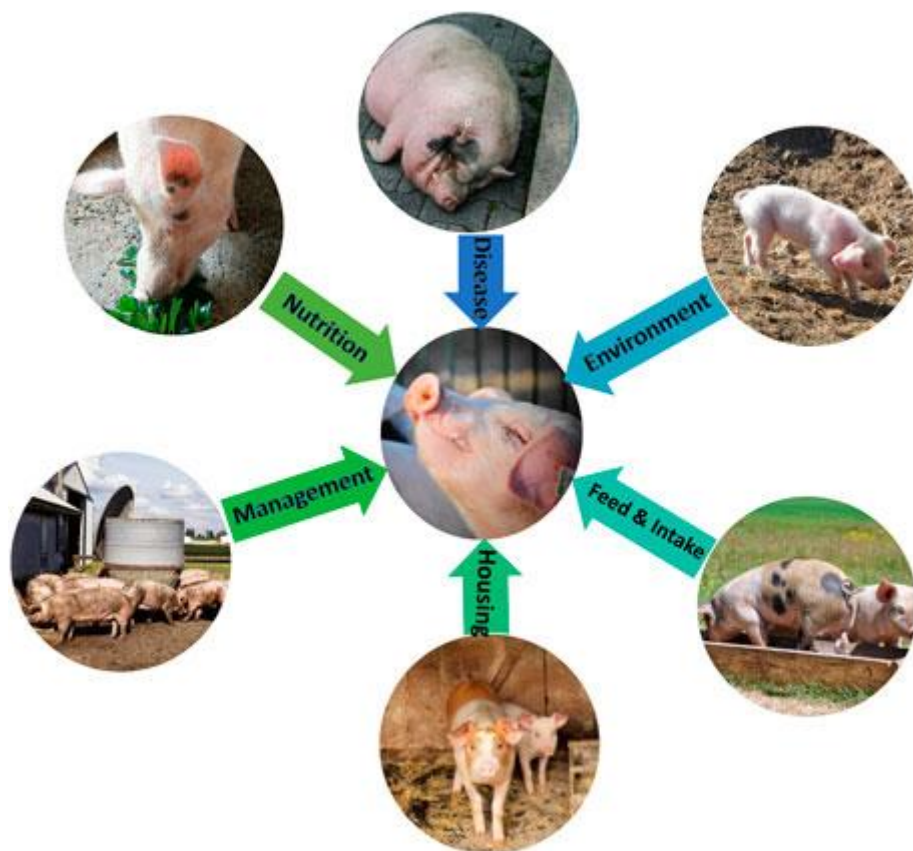 Disease
Nutrition
Environment
Management
Feed & Intake
Housing